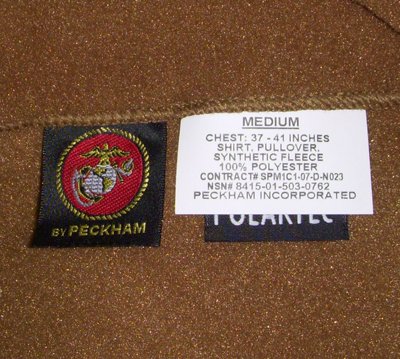 MEDIUM
CHEST: 37 - 41 INCHES
SHIRT, PULLOVER,
SYNTHETIC FLEECE
100% POLYESTER
CONTRACT# SPM1C1-07-D-N023
NSN# 8415-01-503-0762
PECKHAM INCORPORATED
POLARTEC
BY PECKHAM